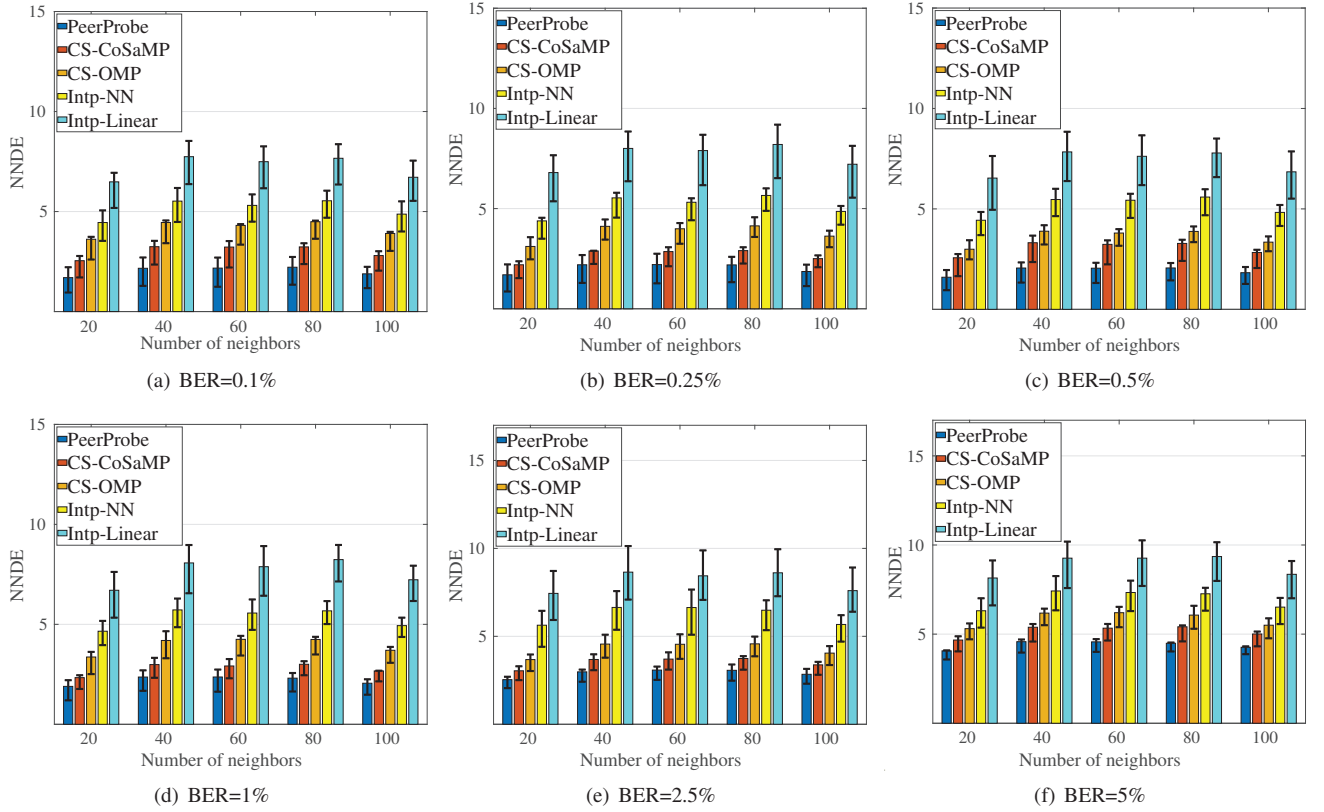 15
10
5
NNDE
PeerProbe
CS-CoSaMP
CS-OMP
Intp-NN
Intp-Linear
20 40 60 80 100
Number of neighbors
(a) BER=0.1%
15
10
5
NNDE
PeerProbe
CS-CoSaMP
CS-OMP
Intp-NN
Intp-Linear
20 40 60 80 100
Number of neighbors
(b) BER=0.25%
15
10
5
NNDE
PeerProbe
CS-CoSaMP
CS-OMP
Intp-NN
Intp-Linear
20 40 60 80 100
Number of neighbors
(c) BER=0.5%
15
10
5
NNDE
PeerProbe
CS-CoSaMP
CS-OMP
Intp-NN
Intp-Linear
20 40 60 80 100
Number of neighbors
(d) BER=1%
15
10
5
NNDE
PeerProbe
CS-CoSaMP
CS-OMP
Intp-NN
Intp-Linear
20 40 60 80 100
Number of neighbors
(e) BER=2.5%
15
10
5
NNDE
PeerProbe
CS-CoSaMP
CS-OMP
Intp-NN
Intp-Linear
20 40 60 80 100
Number of neighbors
(f) BER=5%